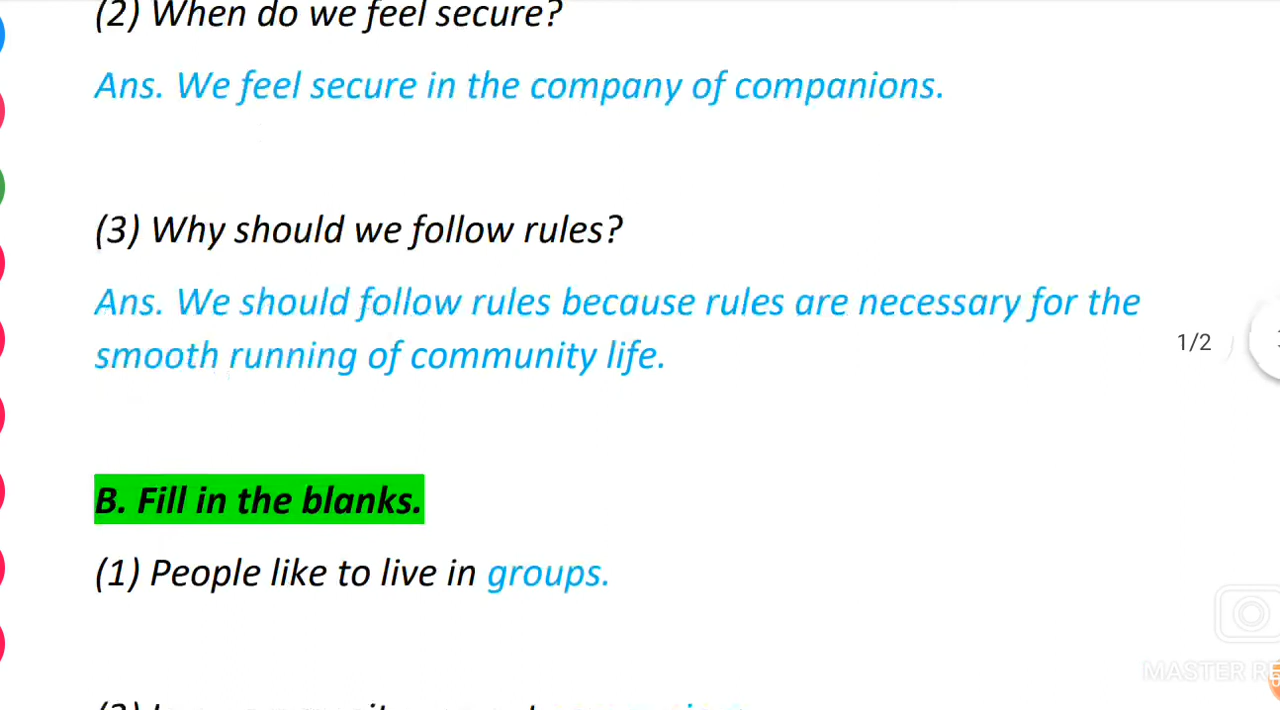 (2) When do we feel secure?
Ans. We feel secure in the company of companions.
(3) Why should we follow rules?
Ans. We should follow rules because rules are necessary for the
smooth running of community life.
1/2
B. Fill in the blanks.
(1) People like to live in groups.
MASTER